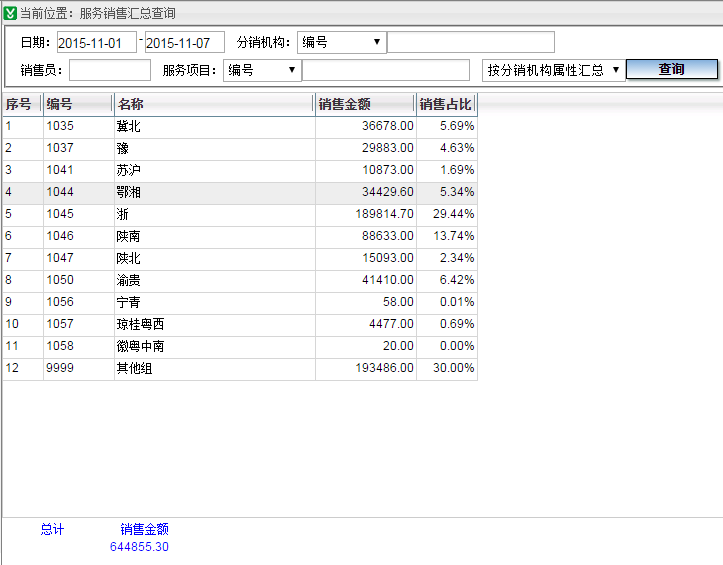 当前位置：服务销售汇总查询
日期： 2015-11-01 - 2015-11-07 分销机构： 编号
销售员： 服务项目： 编号 按分销机构属性汇总 查询
序号 编号 名称 销售金额 销售占比
1 1035 冀北 36678.00 5.69%
2 1037 豫 29883.00 4.63%
3 1041 苏沪 10873.00 1.69%
4 1044 鄂湘 34429.60 5.34%
5 1045 浙 189814.70 29.44%
6 1046 陕南 88633.00 13.74%
7 1047 陕北 15093.00 2.34%
8 1050 渝贵 41410.00 6.42%
9 1056 宁青 58.00 0.01%
10 1057 琼桂粤西 4477.00 0.69%
11 1058 徽粤中南 20.00 0.00%
12 9999 其他组 193486.00 30.00%
总计 销售金额
644855.30